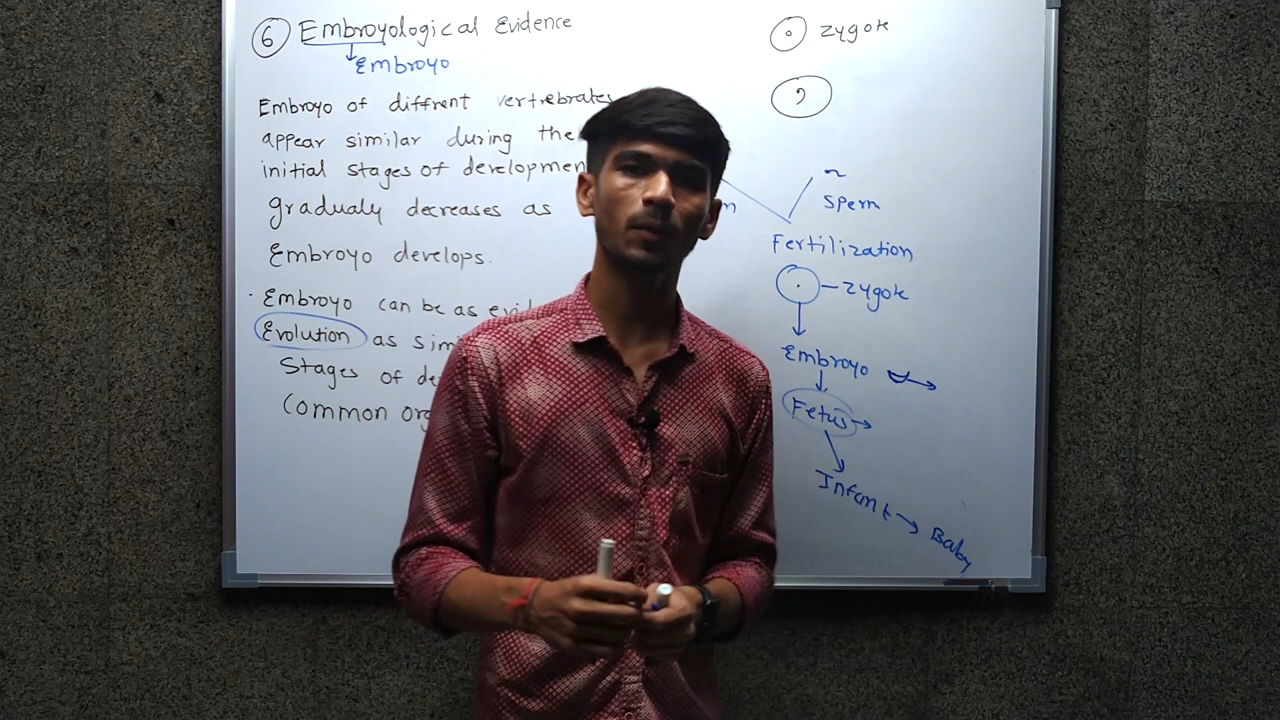 6 Embroyological Evidence
Embroyo
Embroyo of diffrent vertebrates
appear similar during the
initial stages of developmen
gradualy decreases as
Embroyo develops.
Embroyo can be as evi
Evolution as sim
Stages of de
Common org
zygote
Sperm
Fertilization
zygote
Embroyo
Fetus
Infant
Baby